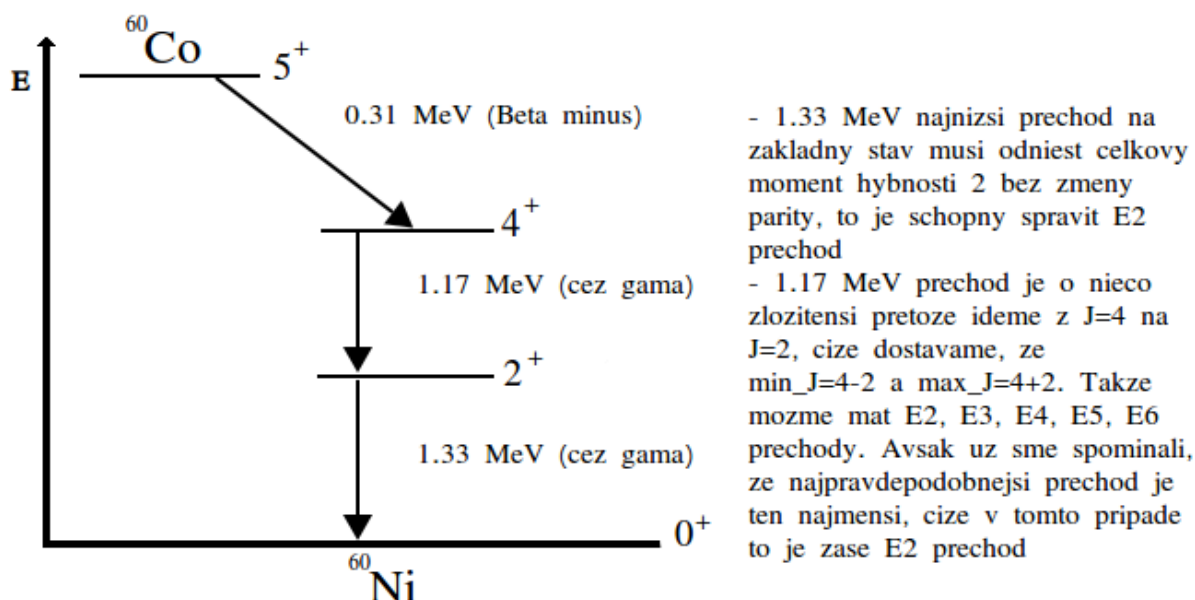 60
Co
5+
E
0.31 MeV (Beta minus)
4+
1.17 MeV (cez gama)
2+
1.33 MeV (cez gama)
0+
60
Ni
- 1.33 MeV najnizsi prechod na
zakladny stav musi odniest celkovy
moment hybnosti 2 bez zmeny
parity, to je schopny spravit E2
prechod
- 1.17 MeV prechod je o nieco
zlozitensi pretoze ideme z J=4 na
J=2, cize dostavame, ze
min_J=4-2 a max_J=4+2. Takze
mozme mat E2, E3, E4, E5, E6
prechody. Avsak uz sme spominali,
ze najpravdepodobnejsi prechod je
ten najmensi, cize v tomto pripade
to je zase E2 prechod